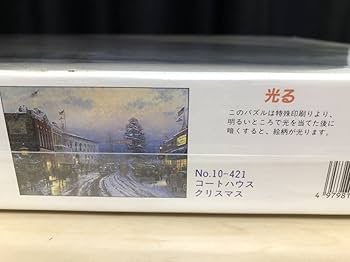 光る
このパズルは特殊印刷により、
明るいところで光を当てた後に
暗くすると、絵柄が光ります。
No.10-421
コートハウス
クリスマス
4 97981